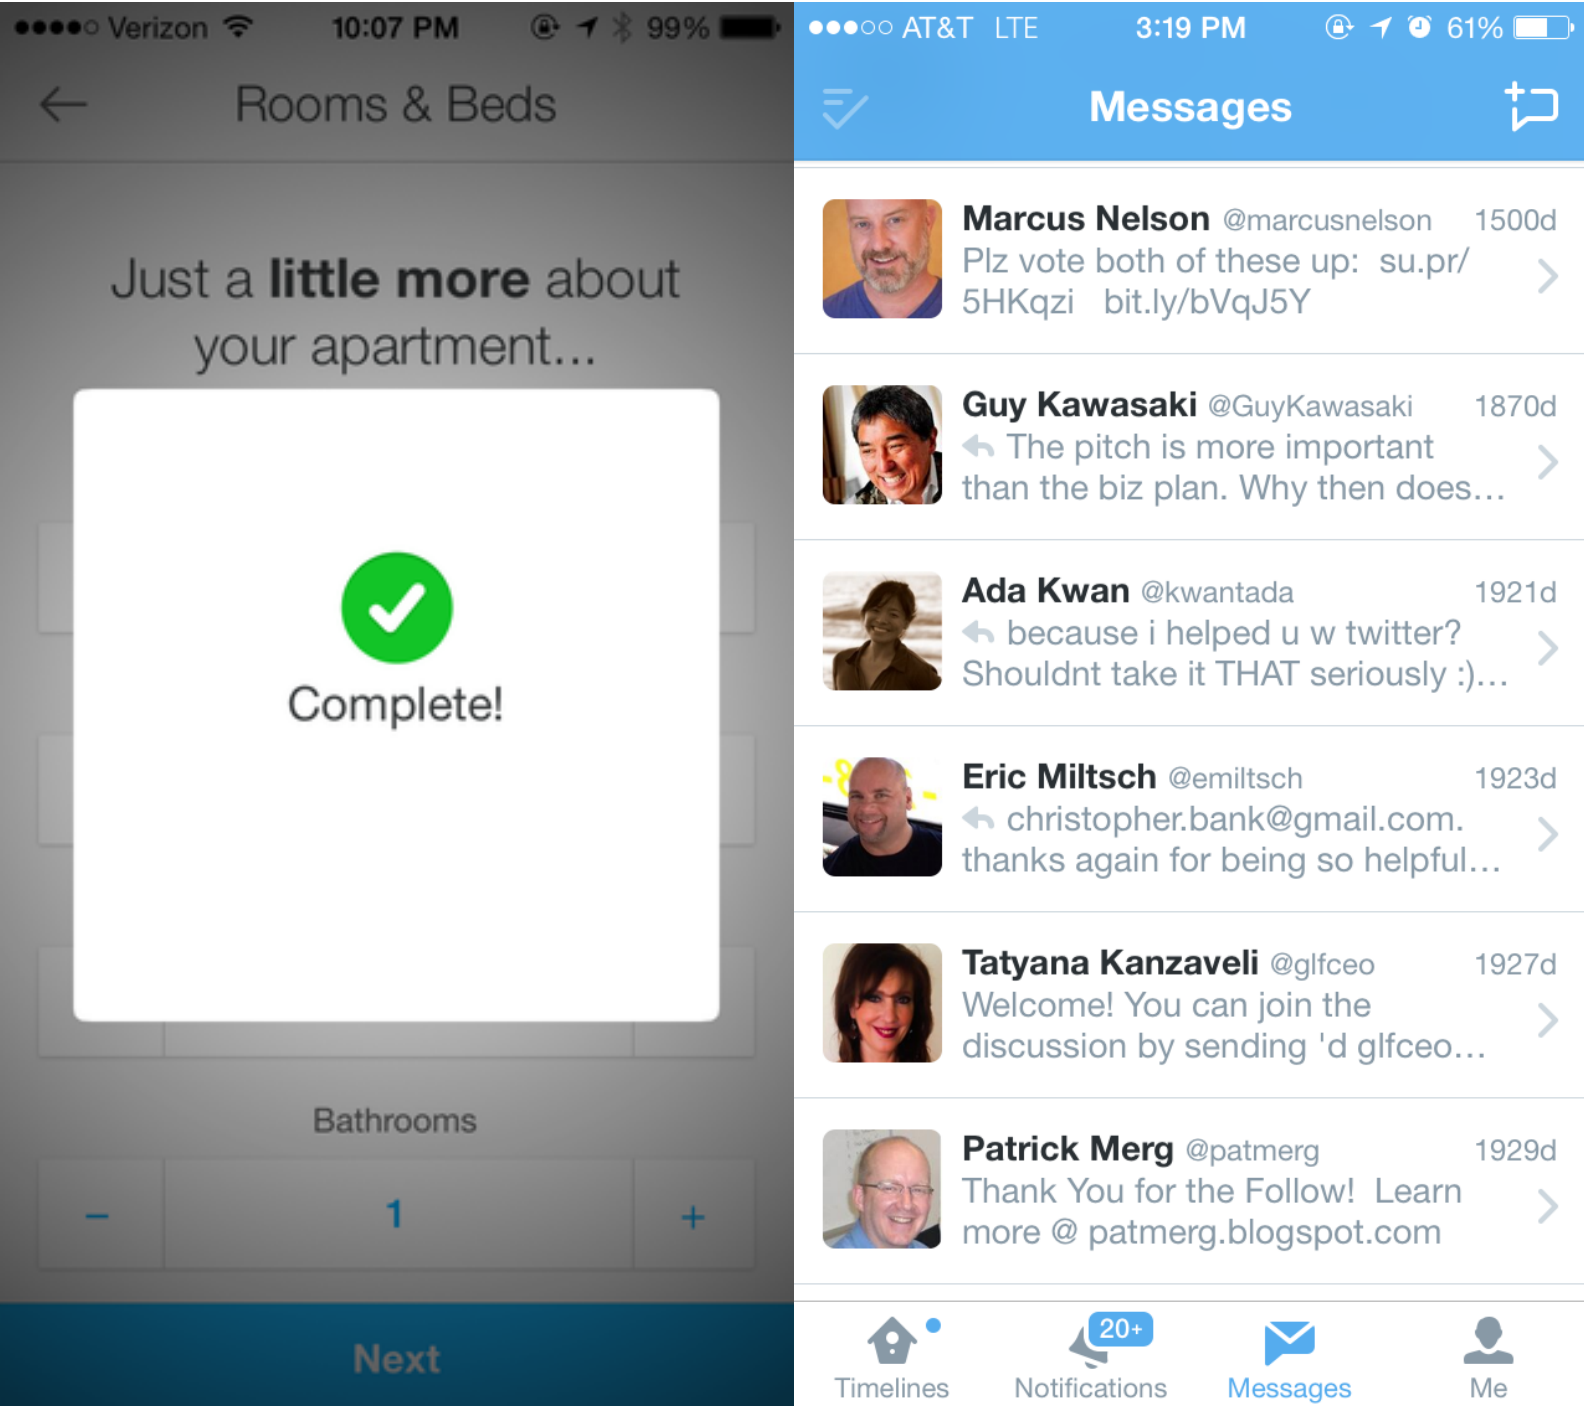 Verizon 10:07 PM 99%
Rooms & Beds
Just a little more about
your apartment...
Complete!
Bathrooms
− 1 +
Next
AT&T LTE 3:19 PM 61%
Messages
Marcus Nelson @marcusnelson 1500d
Plz vote both of these up: su.pr/
5HKqzi bit.ly/bVqJ5Y
Guy Kawasaki @GuyKawasaki 1870d
The pitch is more important
than the biz plan. Why then does...
Ada Kwan @kwantada 1921d
because i helped u w twitter?
Shouldnt take it THAT seriously :)...
Eric Miltsch @emiltsch 1923d
christopher.bank@gmail.com.
thanks again for being so helpful...
Tatyana Kanzaveli @glfceo 1927d
Welcome! You can join the
discussion by sending 'd glfceo...
Patrick Merg @patmerg 1929d
Thank You for the Follow! Learn
more @ patmerg.blogspot.com
20+
Timelines Notifications Messages Me